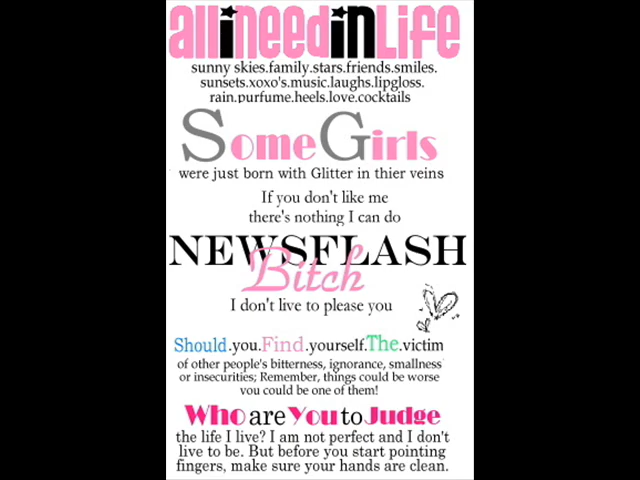 allineedinLife
sunny skies.family.stars.friends.smiles.
sunsets.xoxo's.music.laughs.lipgloss.
rain.purfume.heels.love.cocktails
Some Girls
were just born with Glitter in thier veins
If you don't like me
there's nothing I can do
NEWSFLASH
Bitch
I don't live to please you
Should.you.Find.yourself.The.victim
of other people's bitterness, ignorance, smallness
or insecurities; Remember, things could be worse
you could be one of them!
Who are You to Judge
the life I live? I am not perfect and I don't
live to be. But before you start pointing
fingers, make sure your hands are clean.